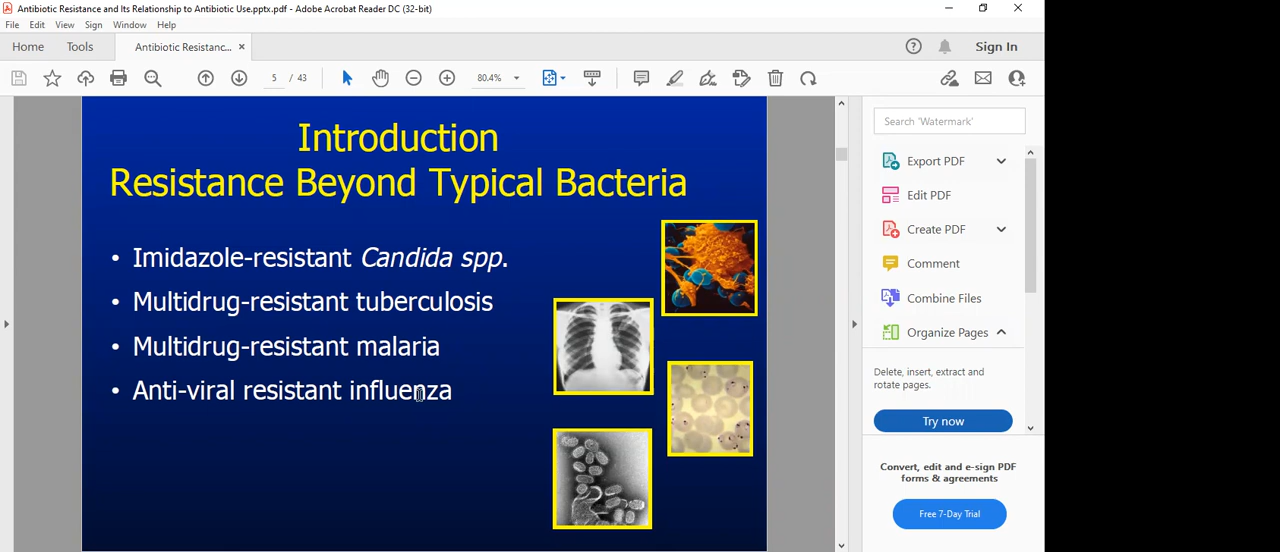 Antibiotic Resistance and Its Relationship to Antibiotic Use.pptx.pdf - Adobe Acrobat Reader DC (32-bit)
File Edit View Sign Window Help
Home Tools Antibiotic Resistanc... Sign In
5 / 43 80.4%
Introduction
Resistance Beyond Typical Bacteria
• Imidazole-resistant Candida spp.
• Multidrug-resistant tuberculosis
• Multidrug-resistant malaria
• Anti-viral resistant influenza
Search 'Watermark'
Export PDF
Edit PDF
Create PDF
Comment
Combine Files
Organize Pages
Delete, insert, extract and
rotate pages.
Try now
Convert, edit and e-sign PDF
forms & agreements
Free 7-Day Trial